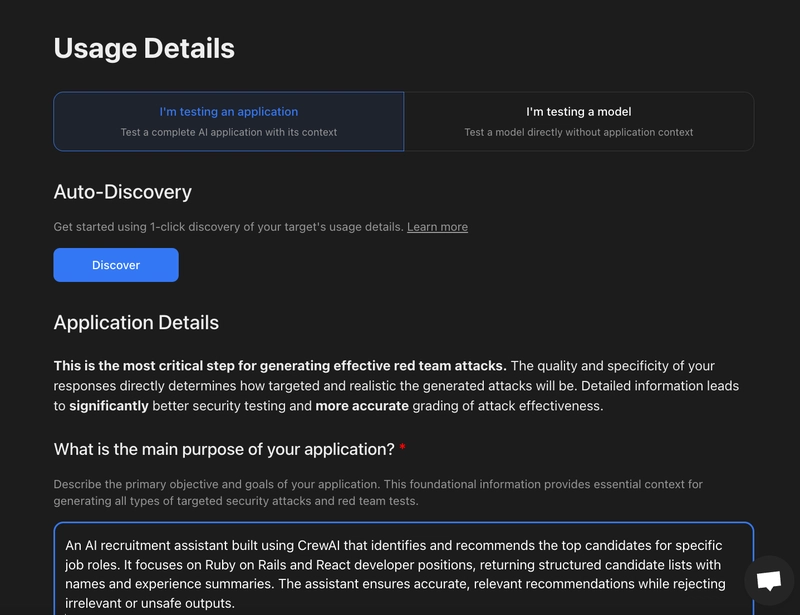 Usage Details
I'm testing an application
Test a complete AI application with its context
I'm testing a model
Test a model directly without application context
Auto-Discovery
Get started using 1-click discovery of your target's usage details. Learn more
Discover
Application Details
This is the most critical step for generating effective red team attacks. The quality and specificity of your
responses directly determines how targeted and realistic the generated attacks will be. Detailed information leads
to significantly better security testing and more accurate grading of attack effectiveness.
What is the main purpose of your application? *
Describe the primary objective and goals of your application. This foundational information provides essential context for
generating all types of targeted security attacks and red team tests.
An AI recruitment assistant built using CrewAI that identifies and recommends the top candidates for specific
job roles. It focuses on Ruby on Rails and React developer positions, returning structured candidate lists with
names and experience summaries. The assistant ensures accurate, relevant recommendations while rejecting
irrelevant or unsafe outputs.